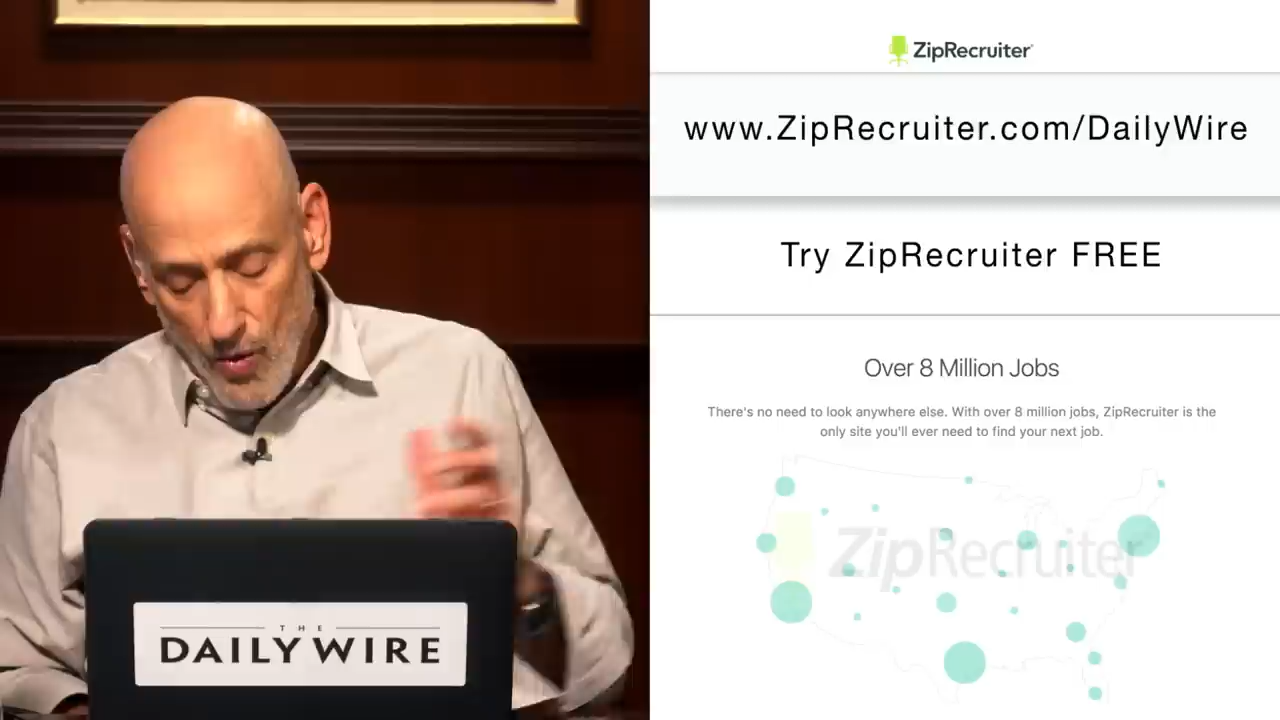 THE
DAILY WIRE
ZipRecruiter
www.ZipRecruiter.com/DailyWire
Try ZipRecruiter FREE
Over 8 Million Jobs
There's no need to look anywhere else. With over 8 million jobs, ZipRecruiter is the
only site you'll ever need to find your next job.
ZipRecruiter